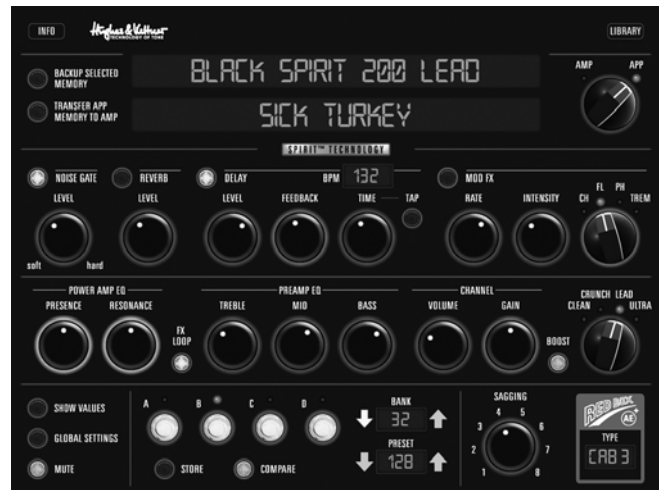 INFO
Hughes & Kettner
TECHNOLOGY OF TONE
LIBRARY
BACKUP SELECTED
MEMORY
BLACK SPIRIT 200 LEAD
AMP APP
TRANSFER APP
MEMORY TO AMP
SICK TURKEY
SPIRIT™ TECHNOLOGY
NOISE GATE REVERB DELAY BPM 132 MOD FX
LEVEL LEVEL LEVEL FEEDBACK TIME TAP RATE INTENSITY CH FL PH TREM
soft hard
POWER AMP EQ PREAMP EQ CHANNEL
PRESENCE RESONANCE TREBLE MID BASS VOLUME GAIN CLEAN CRUNCH LEAD ULTRA
FX
LOOP
BOOST
SHOW VALUES
GLOBAL SETTINGS
MUTE
A B C D
STORE COMPARE
BANK
32
PRESET
128
SAGGING
1 2 3 4 5 6 7 8
RED BOX
AE+
TYPE
CAB 3